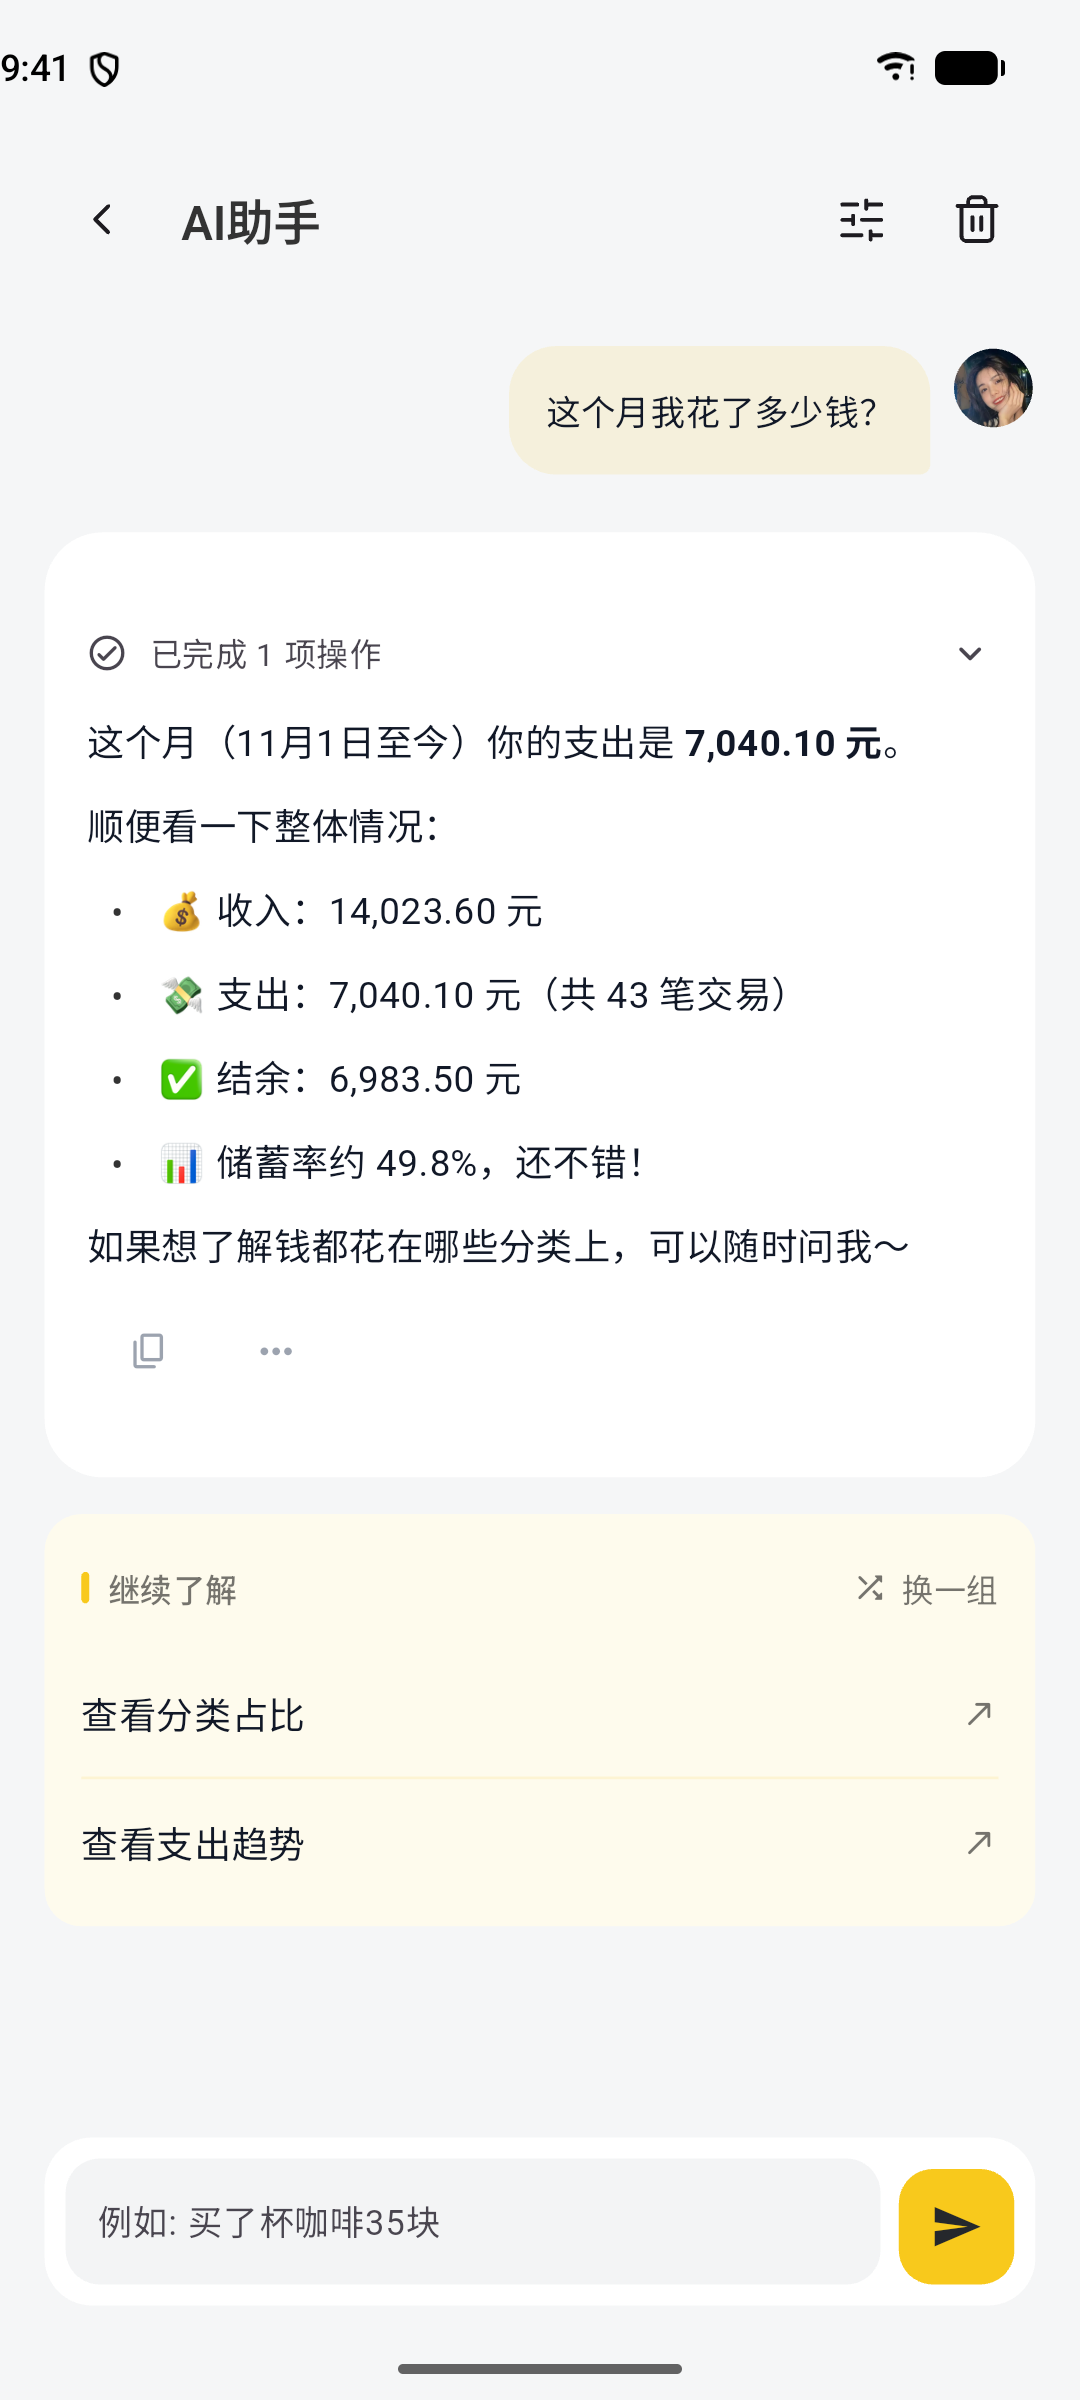 9:41
AI助手
这个月我花了多少钱？
已完成 1 项操作
这个月（11月1日至今）你的支出是 7,040.10 元。
顺便看一下整体情况：
• 💰 收入：14,023.60 元
• 💸 支出：7,040.10 元（共 43 笔交易）
• ✅ 结余：6,983.50 元
• 📊 储蓄率约 49.8%，还不错！
如果想了解钱都花在哪些分类上，可以随时问我～
继续了解
换一组
查看分类占比
查看支出趋势
例如: 买了杯咖啡35块